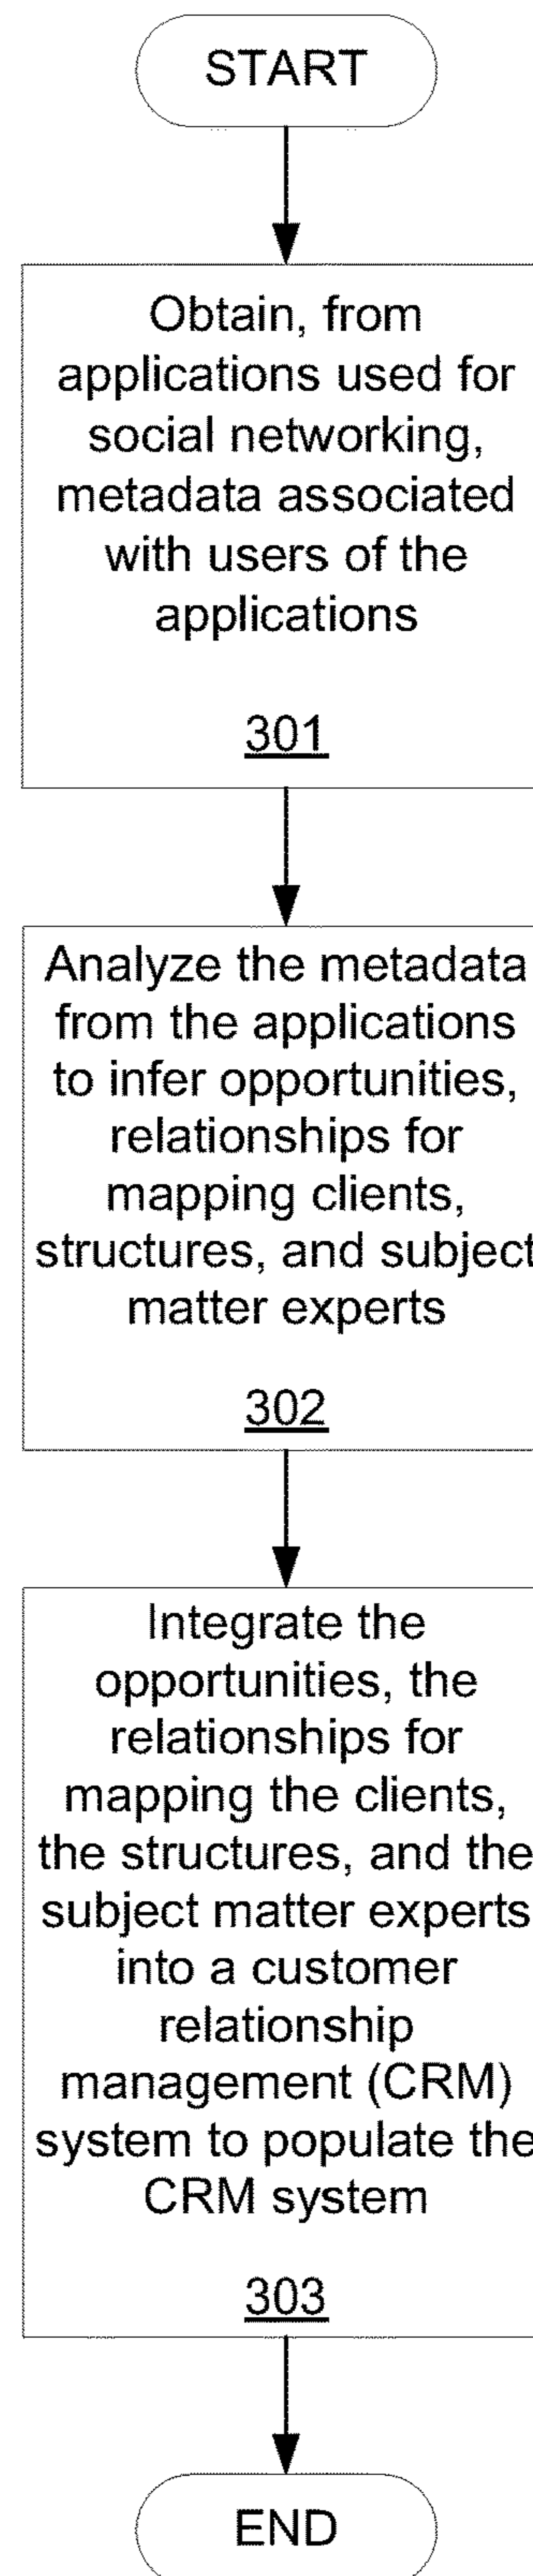 START
Obtain, from
applications used for
social networking,
metadata associated
with users of the
applications
301
Analyze the metadata
from the applications
to infer opportunities,
relationships for
mapping clients,
structures, and subject
matter experts
302
Integrate the
opportunities, the
relationships for
mapping the clients,
the structures, and the
subject matter experts
into a customer
relationship
management (CRM)
system to populate the
CRM system
303
END